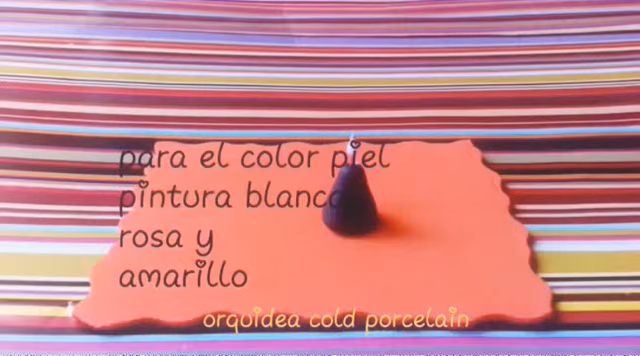 para el color piel
pintura blanca
rosa y
amarillo
orquidea cold porcelain